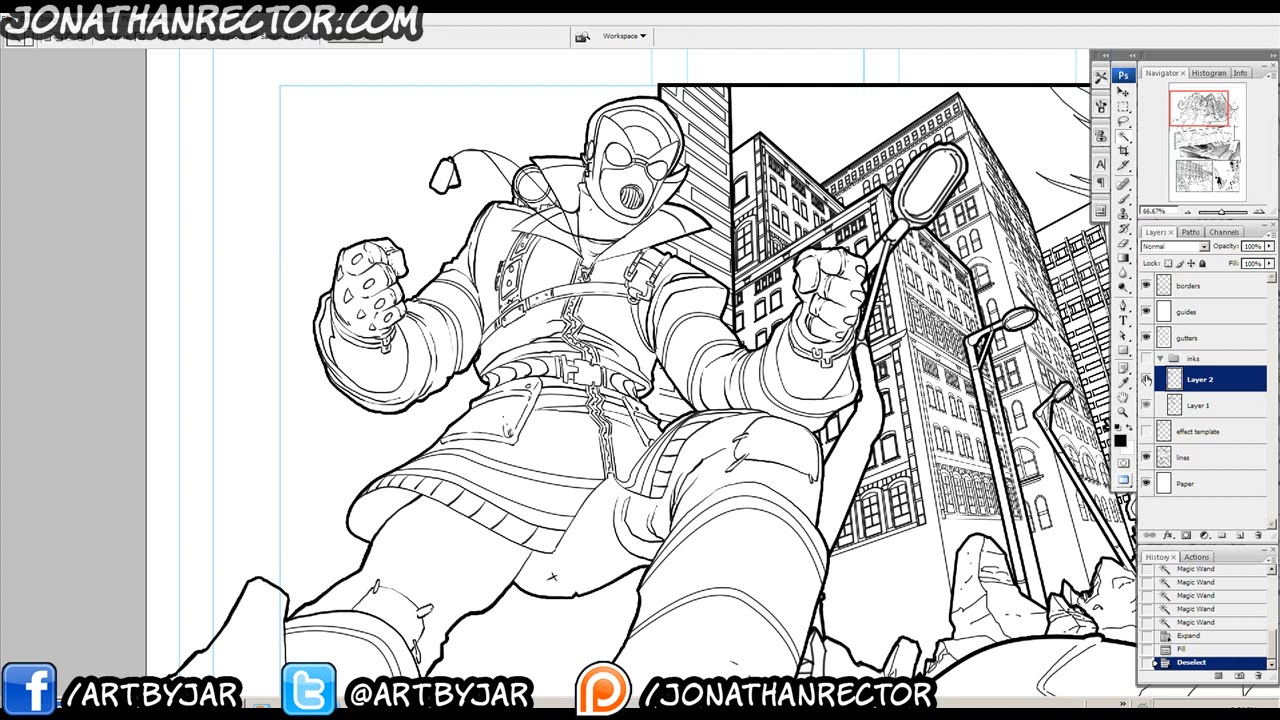 JONATHANRECTOR.COM
Workspace
Ps
Navigator × Histogram Info
66.67%
Layers × Paths Channels
Normal Opacity: 100%
Lock: Fill: 100%
borders
guides
gutters
inks
Layer 2
Layer 1
effect template
lines
Paper
fx
History × Actions
Magic Wand
Magic Wand
Magic Wand
Magic Wand
Magic Wand
Expand
Fill
Deselect
/ARTBYJAR @ARTBYJAR /JONATHANRECTOR